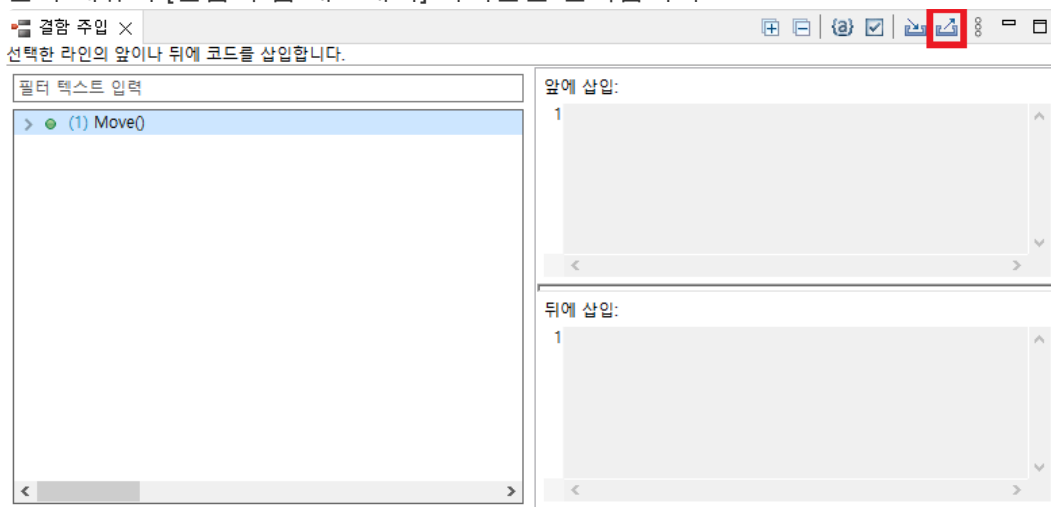 결함 주입
선택한 라인의 앞이나 뒤에 코드를 삽입합니다.
필터 텍스트 입력
(1) Move()
앞에 삽입:
1
뒤에 삽입:
1